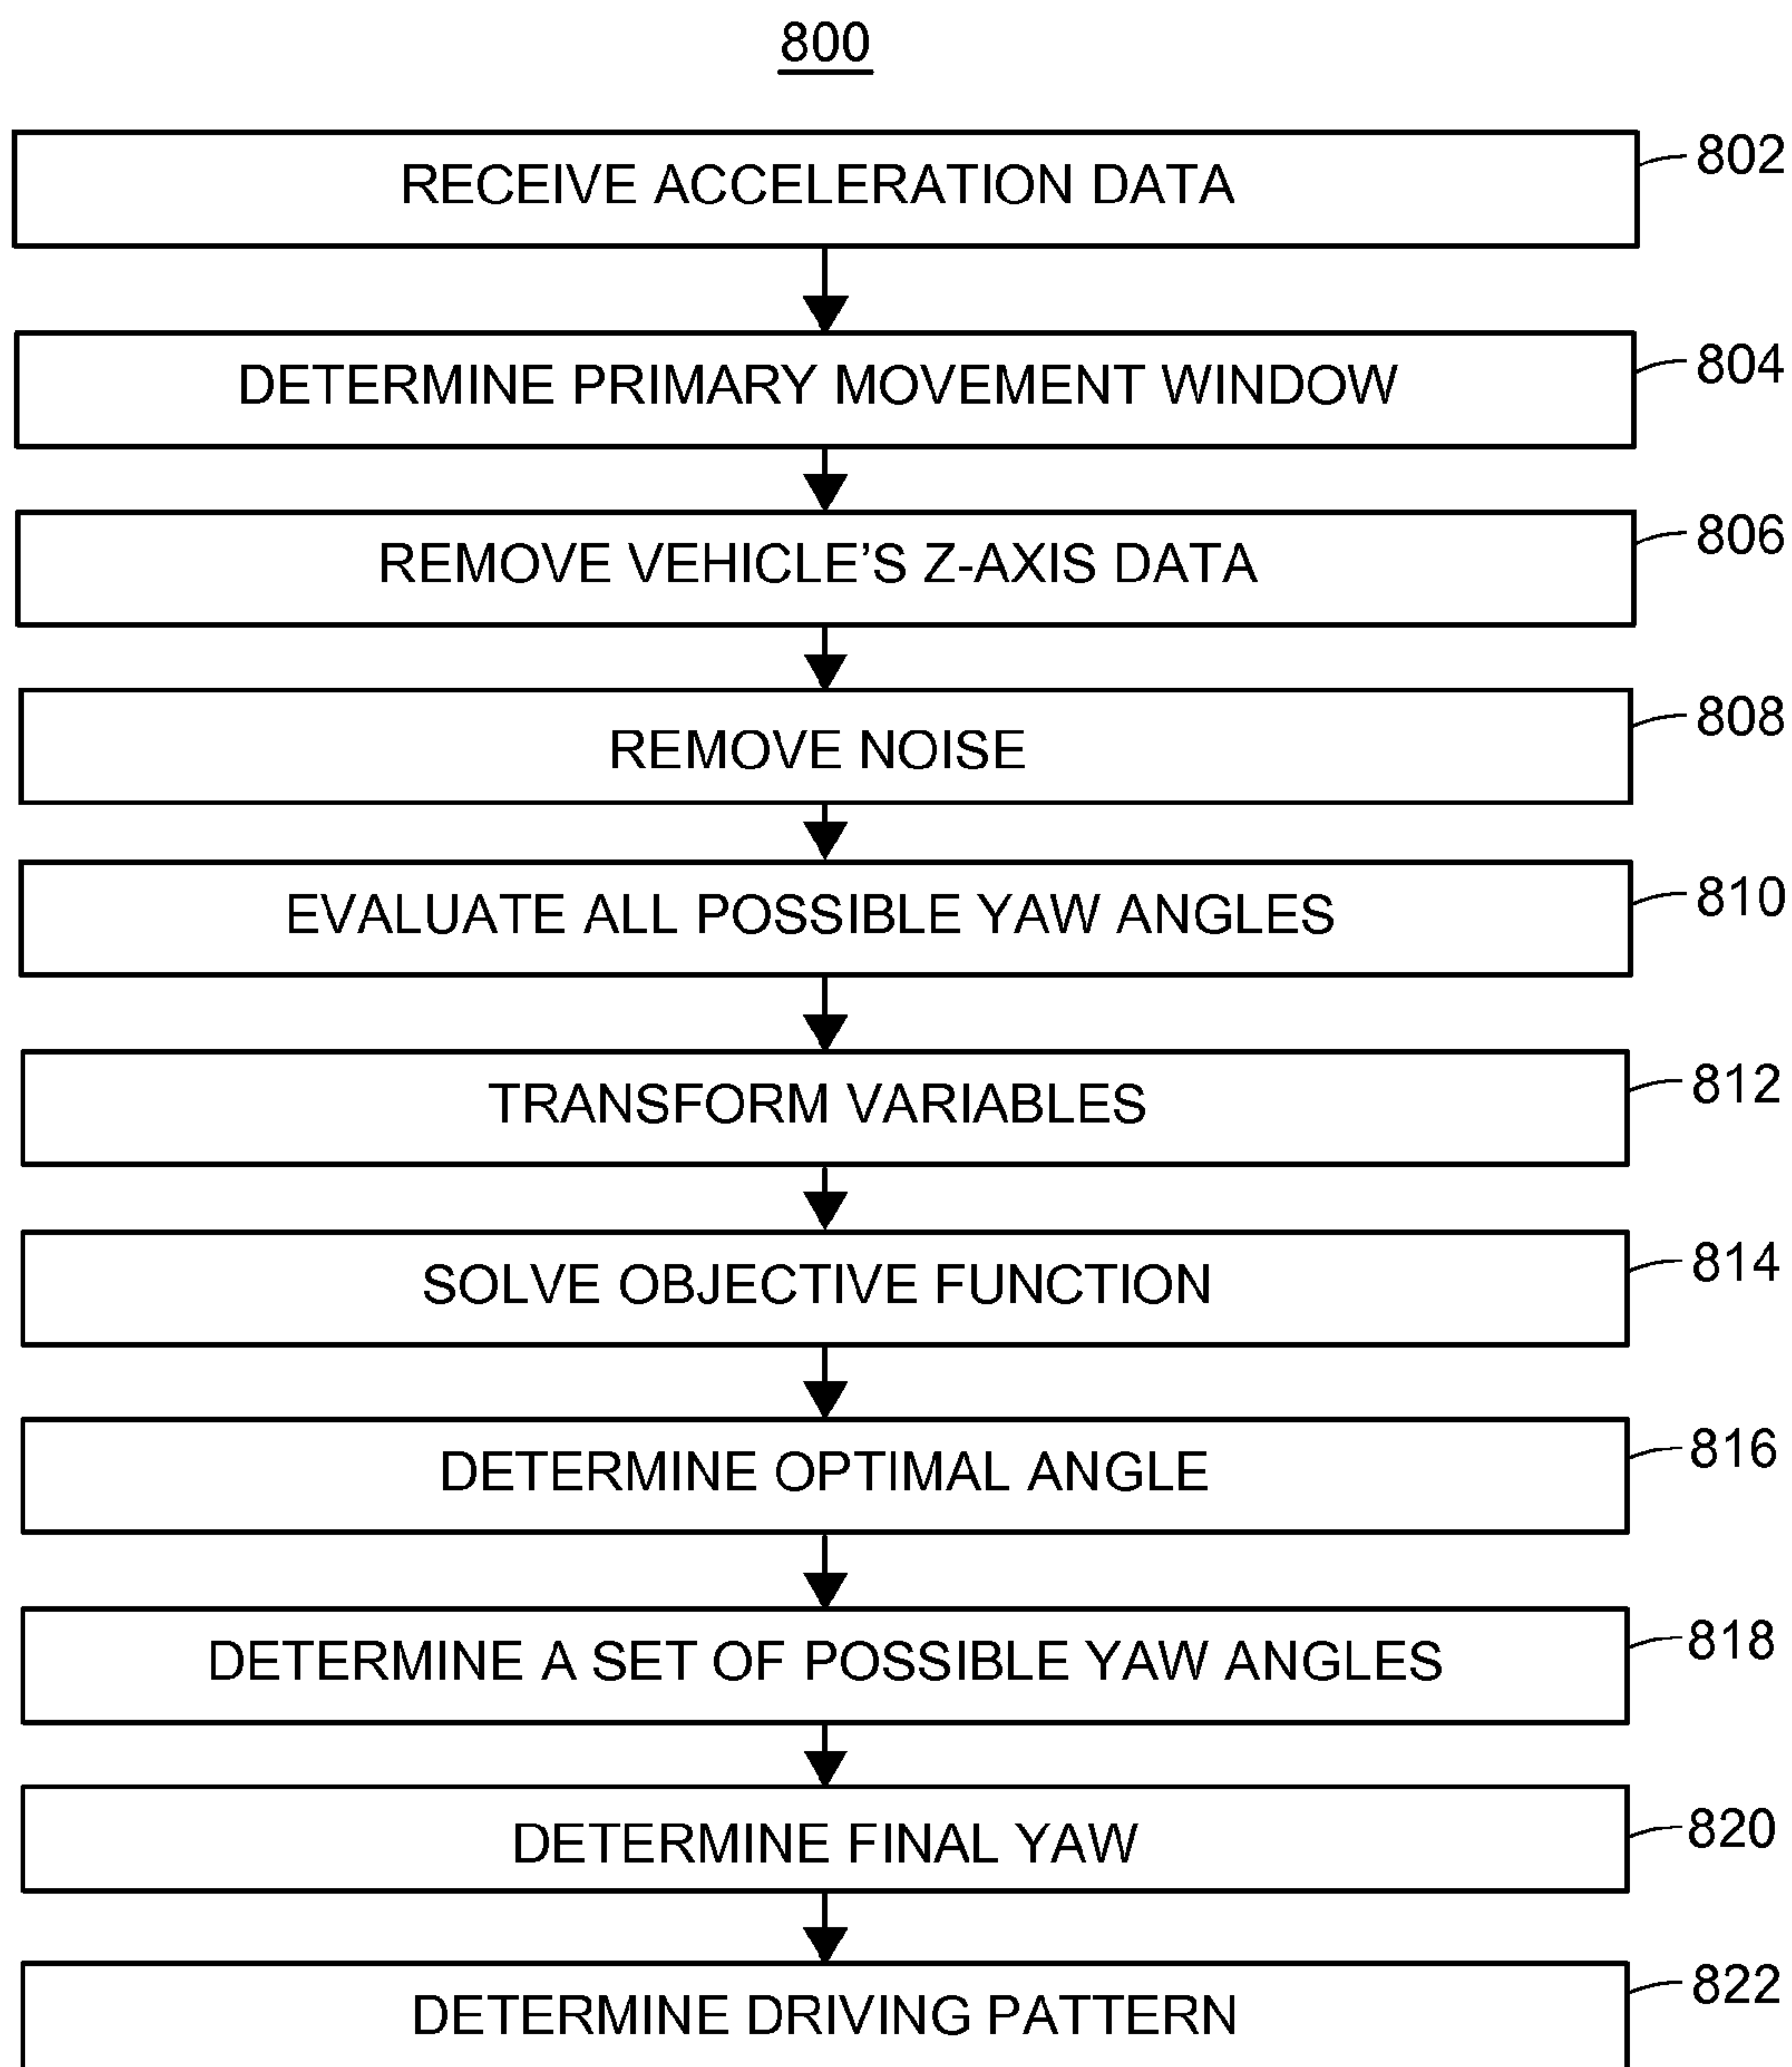 800
RECEIVE ACCELERATION DATA
802
DETERMINE PRIMARY MOVEMENT WINDOW
804
REMOVE VEHICLE’S Z-AXIS DATA
806
REMOVE NOISE
808
EVALUATE ALL POSSIBLE YAW ANGLES
810
TRANSFORM VARIABLES
812
SOLVE OBJECTIVE FUNCTION
814
DETERMINE OPTIMAL ANGLE
816
DETERMINE A SET OF POSSIBLE YAW ANGLES
818
DETERMINE FINAL YAW
820
DETERMINE DRIVING PATTERN
822